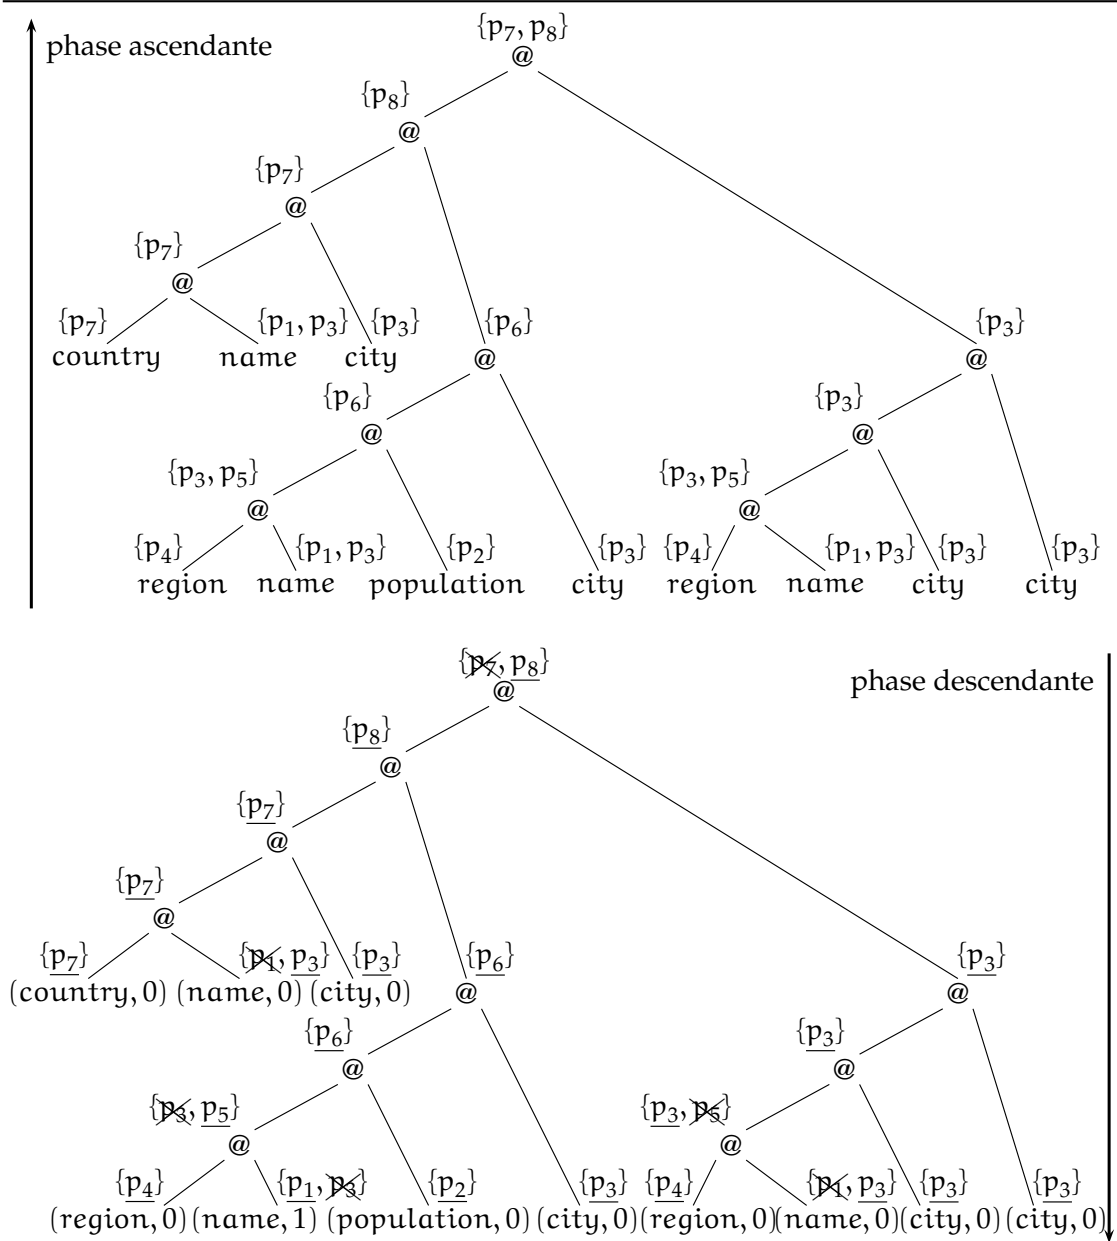 {p₇, p₈}
phase ascendante
@
{p₈}
@
{p₇}
@
{p₇}
@
{p₇} {p₁, p₃} {p₃} {p₆} {p₃}
country name city @ @
{p₆} {p₃}
@ @
{p₃, p₅} {p₃, p₅}
@ @
{p₄} {p₁, p₃} {p₂} {p₃} {p₄} {p₁, p₃} {p₃} {p₃}
region name population city region name city city
{p₇, p₈}
phase descendante
@
{p₈}
@
{p₇}
@
{p₇}
@
{p₇} {p₁, p₃} {p₃} {p₆} {p₃}
(country, 0) (name, 0) (city, 0) @ @
{p₆} {p₃}
@ @
{p₃, p₅} {p₃, p₅}
@ @
{p₄} {p₁, p₃} {p₂} {p₃} {p₄} {p₁, p₃} {p₃} {p₃}
(region, 0) (name, 1) (population, 0) (city, 0) (region, 0) (name, 0) (city, 0) (city, 0)